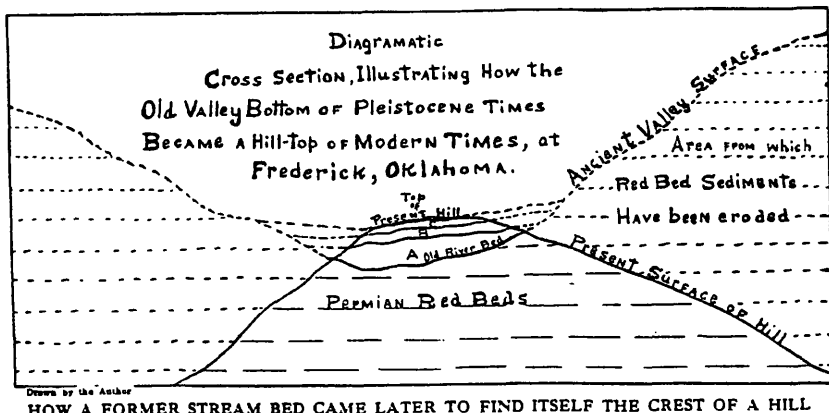 Diagramatic
Cross Section, Illustrating How the
Old Valley Bottom of Pleistocene Times
Became a Hill-Top of Modern Times, at
Frederick, Oklahoma.
Ancient Valley Surface
Area from which
Red Bed Sediments
Have been eroded
Top
of
Present Hill
B
A Old River Bed
Permian Red Beds
Present Surface of Hill
Drawn by the Author
HOW A FORMER STREAM BED CAME LATER TO FIND ITSELF THE CREST OF A HILL